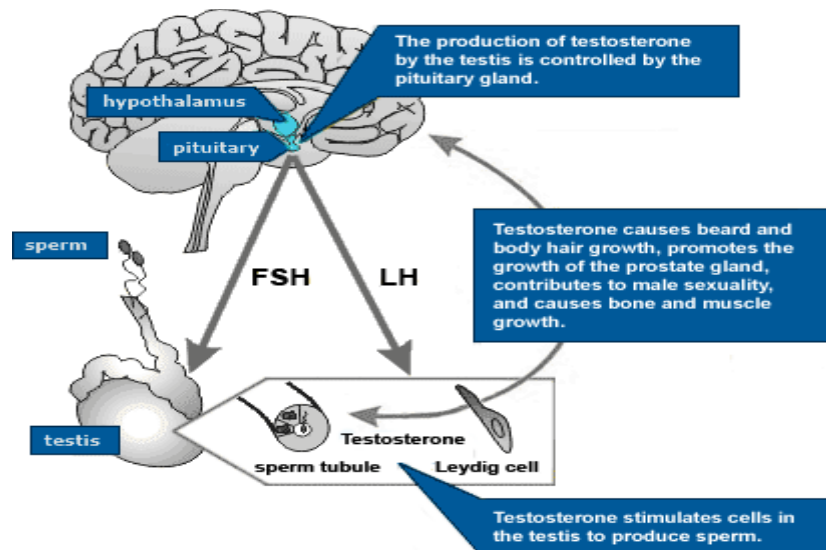 The production of testosterone
by the testis is controlled by the
pituitary gland.
hypothalamus
pituitary
sperm
FSH
LH
Testosterone causes beard and
body hair growth, promotes the
growth of the prostate gland,
contributes to male sexuality,
and causes bone and muscle
growth.
testis
Testosterone
sperm tubule
Leydig cell
Testosterone stimulates cells in
the testis to produce sperm.